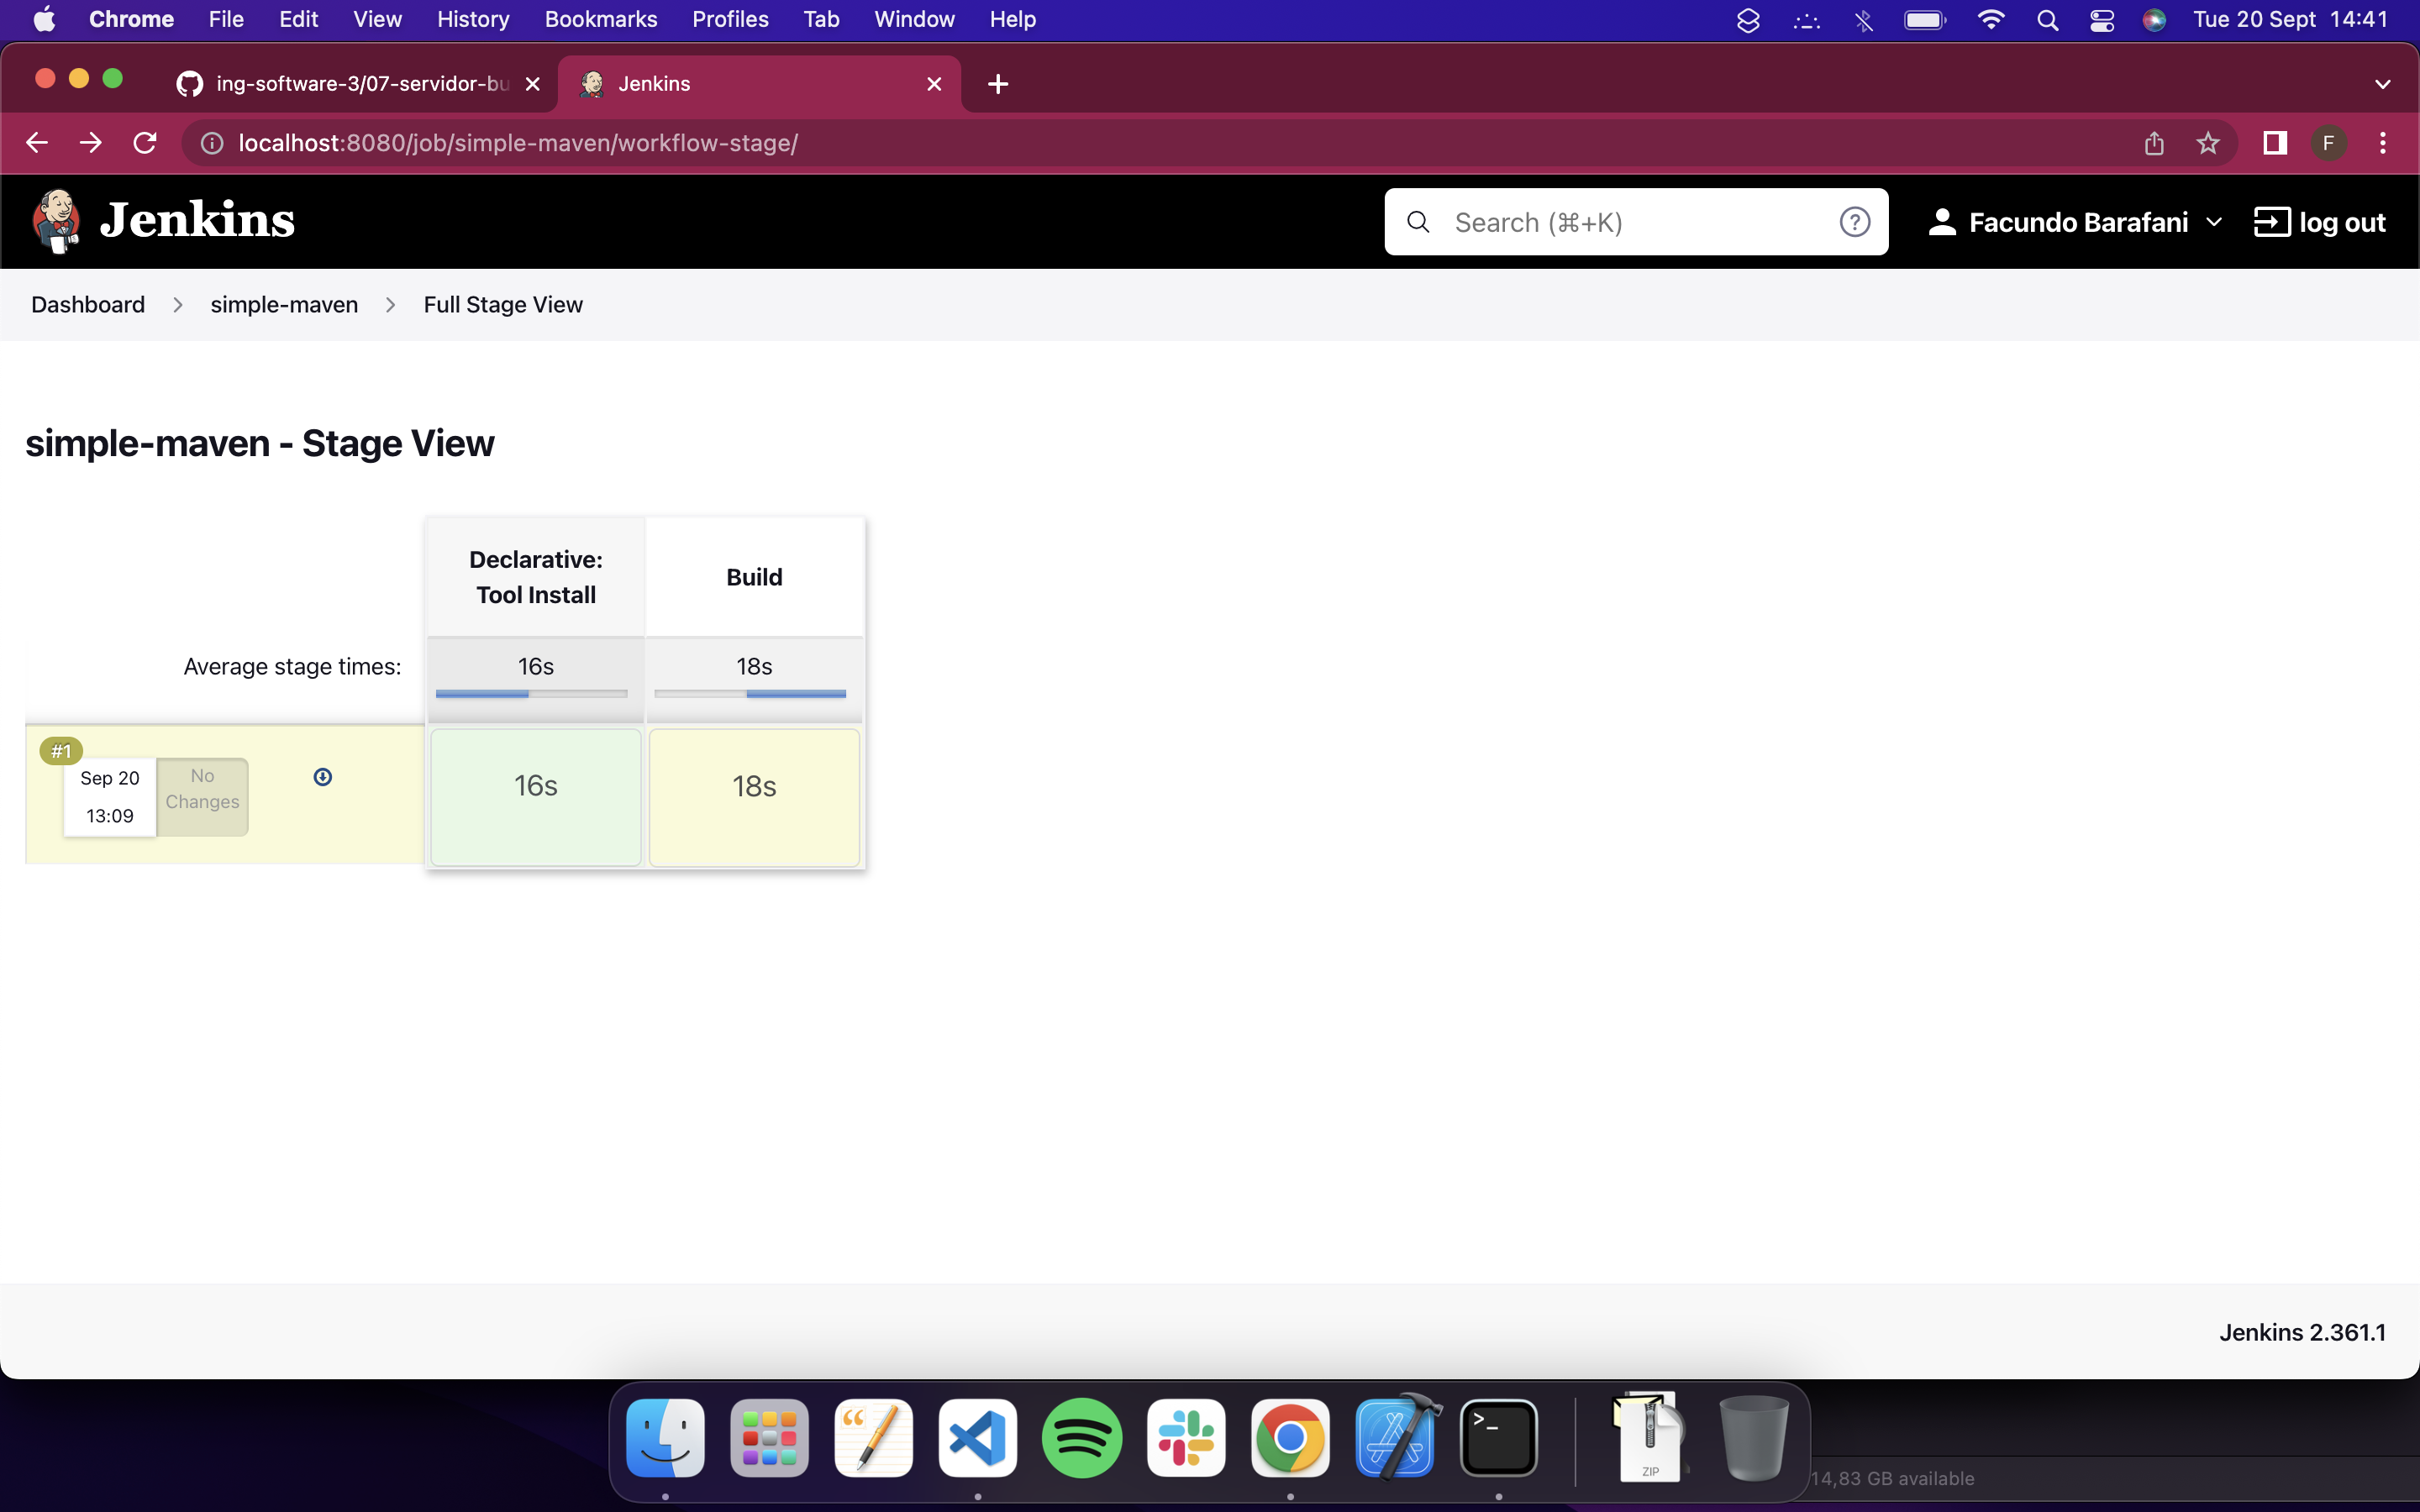 Chrome File Edit View History Bookmarks Profiles Tab Window Help Tue 20 Sept 14:41
ing-software-3/07-servidor-bu Jenkins
localhost:8080/job/simple-maven/workflow-stage/ F
Jenkins Search (⌘+K) Facundo Barafani log out
Dashboard simple-maven Full Stage View
simple-maven - Stage View
Declarative:
Tool Install
Build
Average stage times:
16s
18s
#1
Sep 20
13:09
No
Changes
16s
18s
Jenkins 2.361.1
ZIP
14,83 GB available